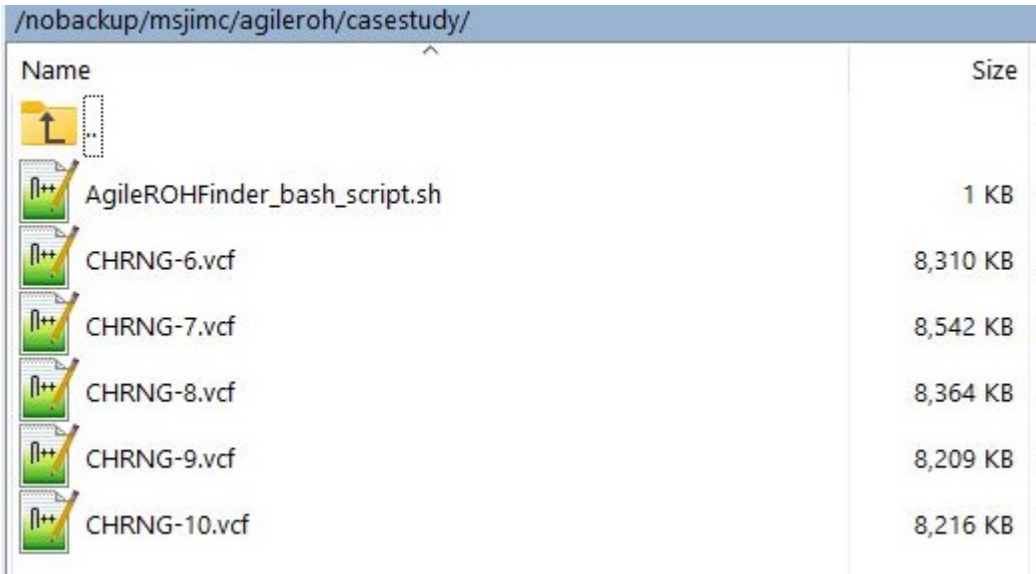 /nobackup/msjimc/agileroh/casestudy/
Name Size
..
AgileROHFinder_bash_script.sh 1 KB
CHRNG-6.vcf 8,310 KB
CHRNG-7.vcf 8,542 KB
CHRNG-8.vcf 8,364 KB
CHRNG-9.vcf 8,209 KB
CHRNG-10.vcf 8,216 KB